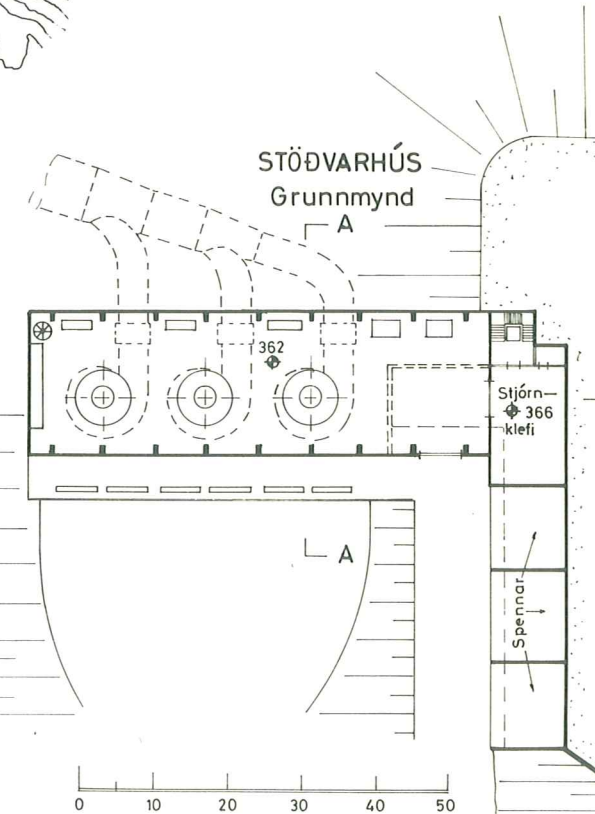 STÖÐVARHÚS
Grunnmynd
A
362
Stjórn-
366
klefi
A
Spennar
0 10 20 30 40 50